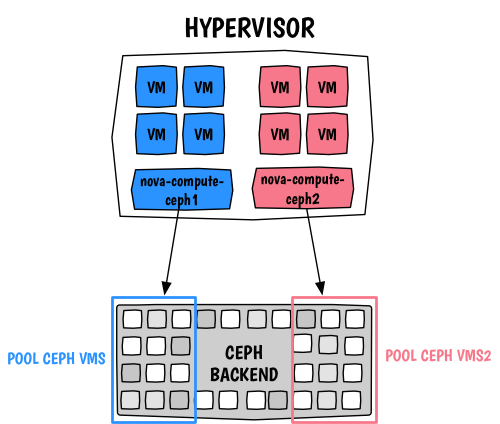 HYPERVISOR
VM VM VM VM
VM VM VM VM
nova-compute-
ceph1
nova-compute-
ceph2
POOL CEPH VMS
CEPH
BACKEND
POOL CEPH VMS2